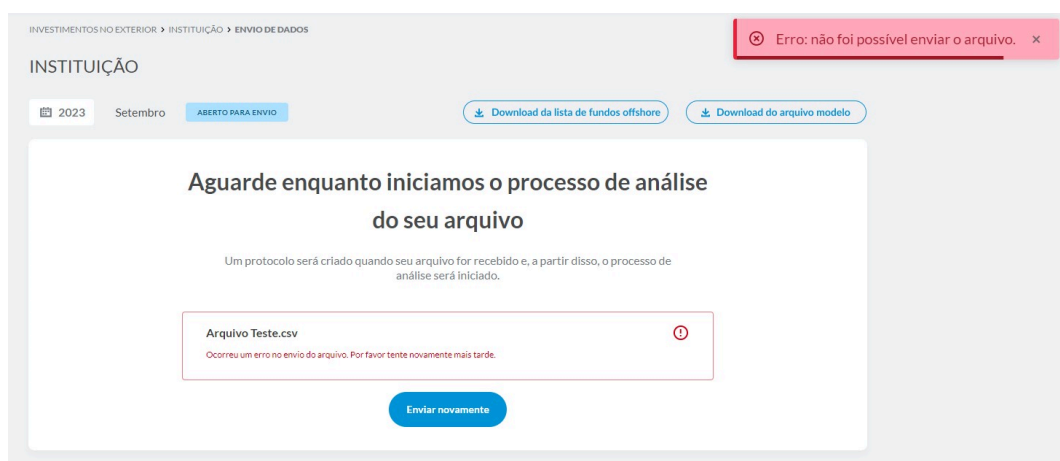 INVESTIMENTOS NO EXTERIOR > INSTITUIÇÃO > ENVIO DE DADOS
Erro: não foi possível enviar o arquivo. ×
INSTITUIÇÃO
2023 Setembro ABERTO PARA ENVIO Download da lista de fundos offshore Download do arquivo modelo
Aguarde enquanto iniciamos o processo de análise
do seu arquivo
Um protocolo será criado quando seu arquivo for recebido e, a partir disso, o processo de
análise será iniciado.
Arquivo Teste.csv
Ocorreu um erro no envio do arquivo. Por favor tente novamente mais tarde.
Enviar novamente